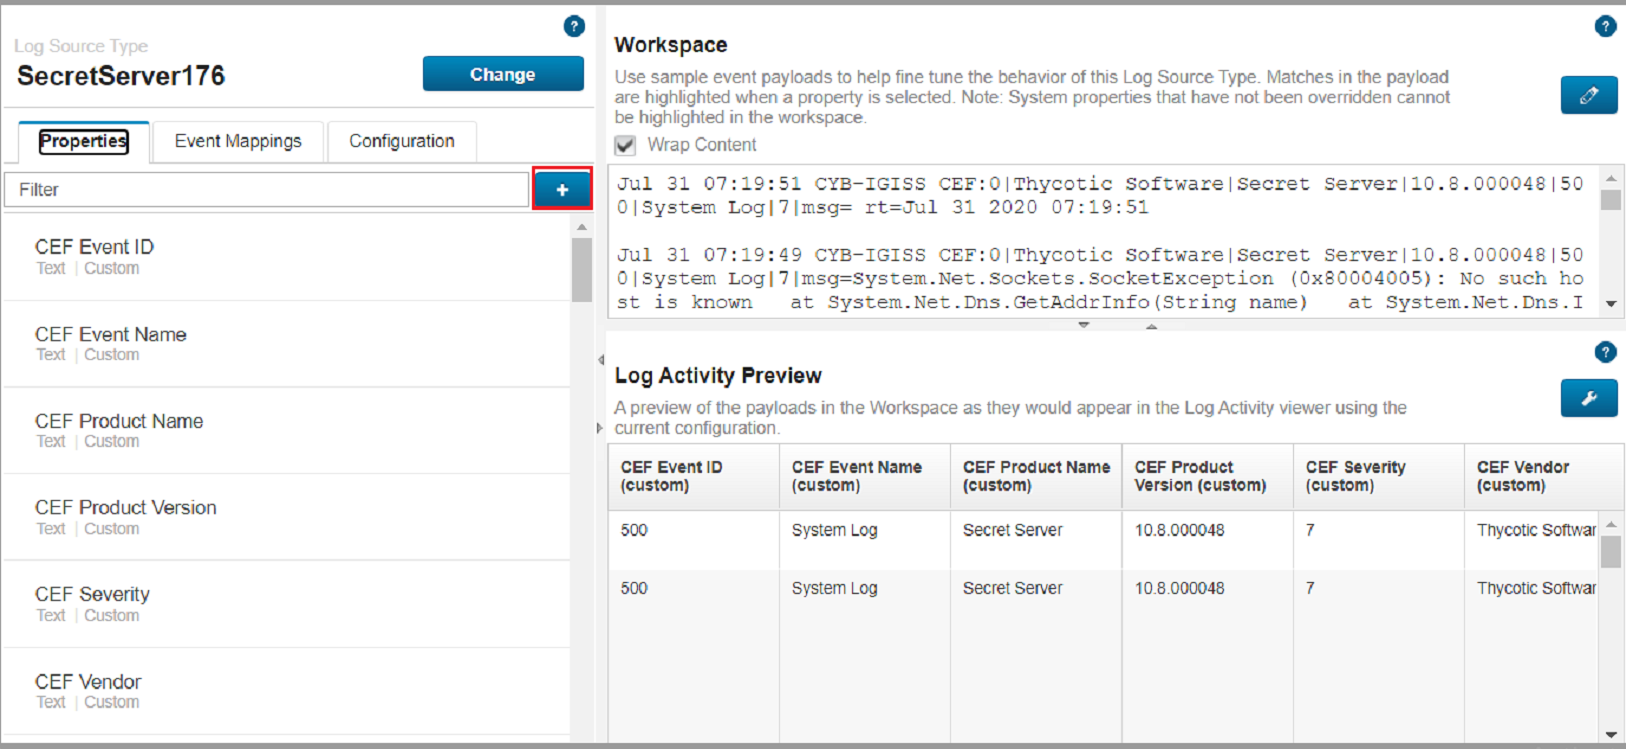 Log Source Type
SecretServer176
Change
Properties
Event Mappings
Configuration
Filter
+
CEF Event ID
Text | Custom
CEF Event Name
Text | Custom
CEF Product Name
Text | Custom
CEF Product Version
Text | Custom
CEF Severity
Text | Custom
CEF Vendor
Text | Custom
?
Workspace
Use sample event payloads to help fine tune the behavior of this Log Source Type. Matches in the payload
are highlighted when a property is selected. Note: System properties that have not been overridden cannot
be highlighted in the workspace.
Wrap Content
Jul 31 07:19:51 CYB-IGISS CEF:0|Thycotic Software|Secret Server|10.8.000048|50
0|System Log|7|msg= rt=Jul 31 2020 07:19:51
Jul 31 07:19:49 CYB-IGISS CEF:0|Thycotic Software|Secret Server|10.8.000048|50
0|System Log|7|msg=System.Net.Sockets.SocketException (0x80004005): No such ho
st is known at System.Net.Dns.GetAddrInfo(String name) at System.Net.Dns.I
?
Log Activity Preview
A preview of the payloads in the Workspace as they would appear in the Log Activity viewer using the
current configuration.
?
CEF Event ID
(custom)
CEF Event Name
(custom)
CEF Product Name
(custom)
CEF Product
Version (custom)
CEF Severity
(custom)
CEF Vendor
(custom)
500 System Log Secret Server 10.8.000048 7 Thycotic Softwar
500 System Log Secret Server 10.8.000048 7 Thycotic Softwar